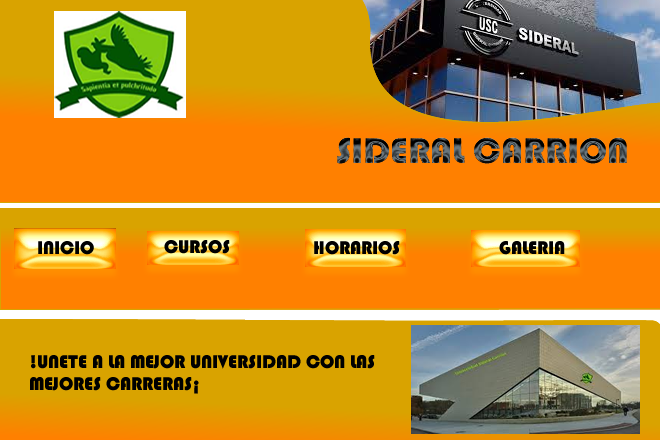 USC
SIDERAL
Sapientia et pulchritudo
SIDERAL CARRION
INICIO
CURSOS
HORARIOS
GALERIA
!UNETE A LA MEJOR UNIVERSIDAD CON LAS
MEJORES CARRERAS¡